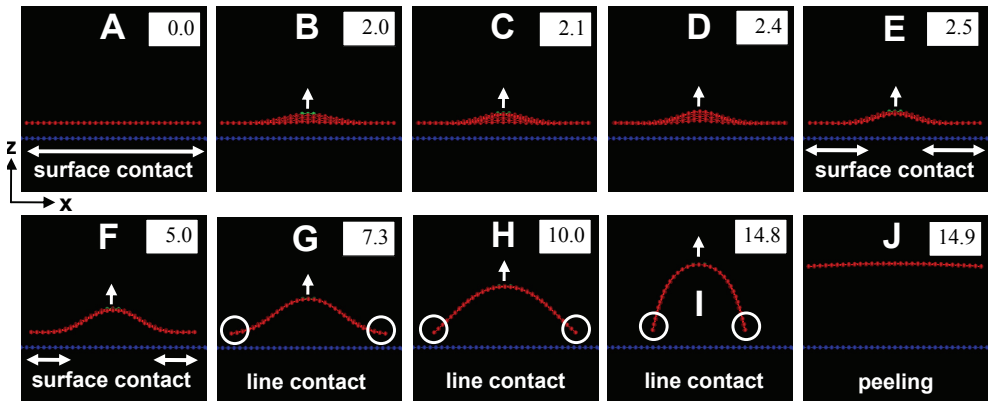 A 0.0
B 2.0
C 2.1
D 2.4
E 2.5
z
x
surface contact
surface contact
F 5.0
G 7.3
H 10.0
I 14.8
J 14.9
surface contact
line contact
line contact
line contact
peeling